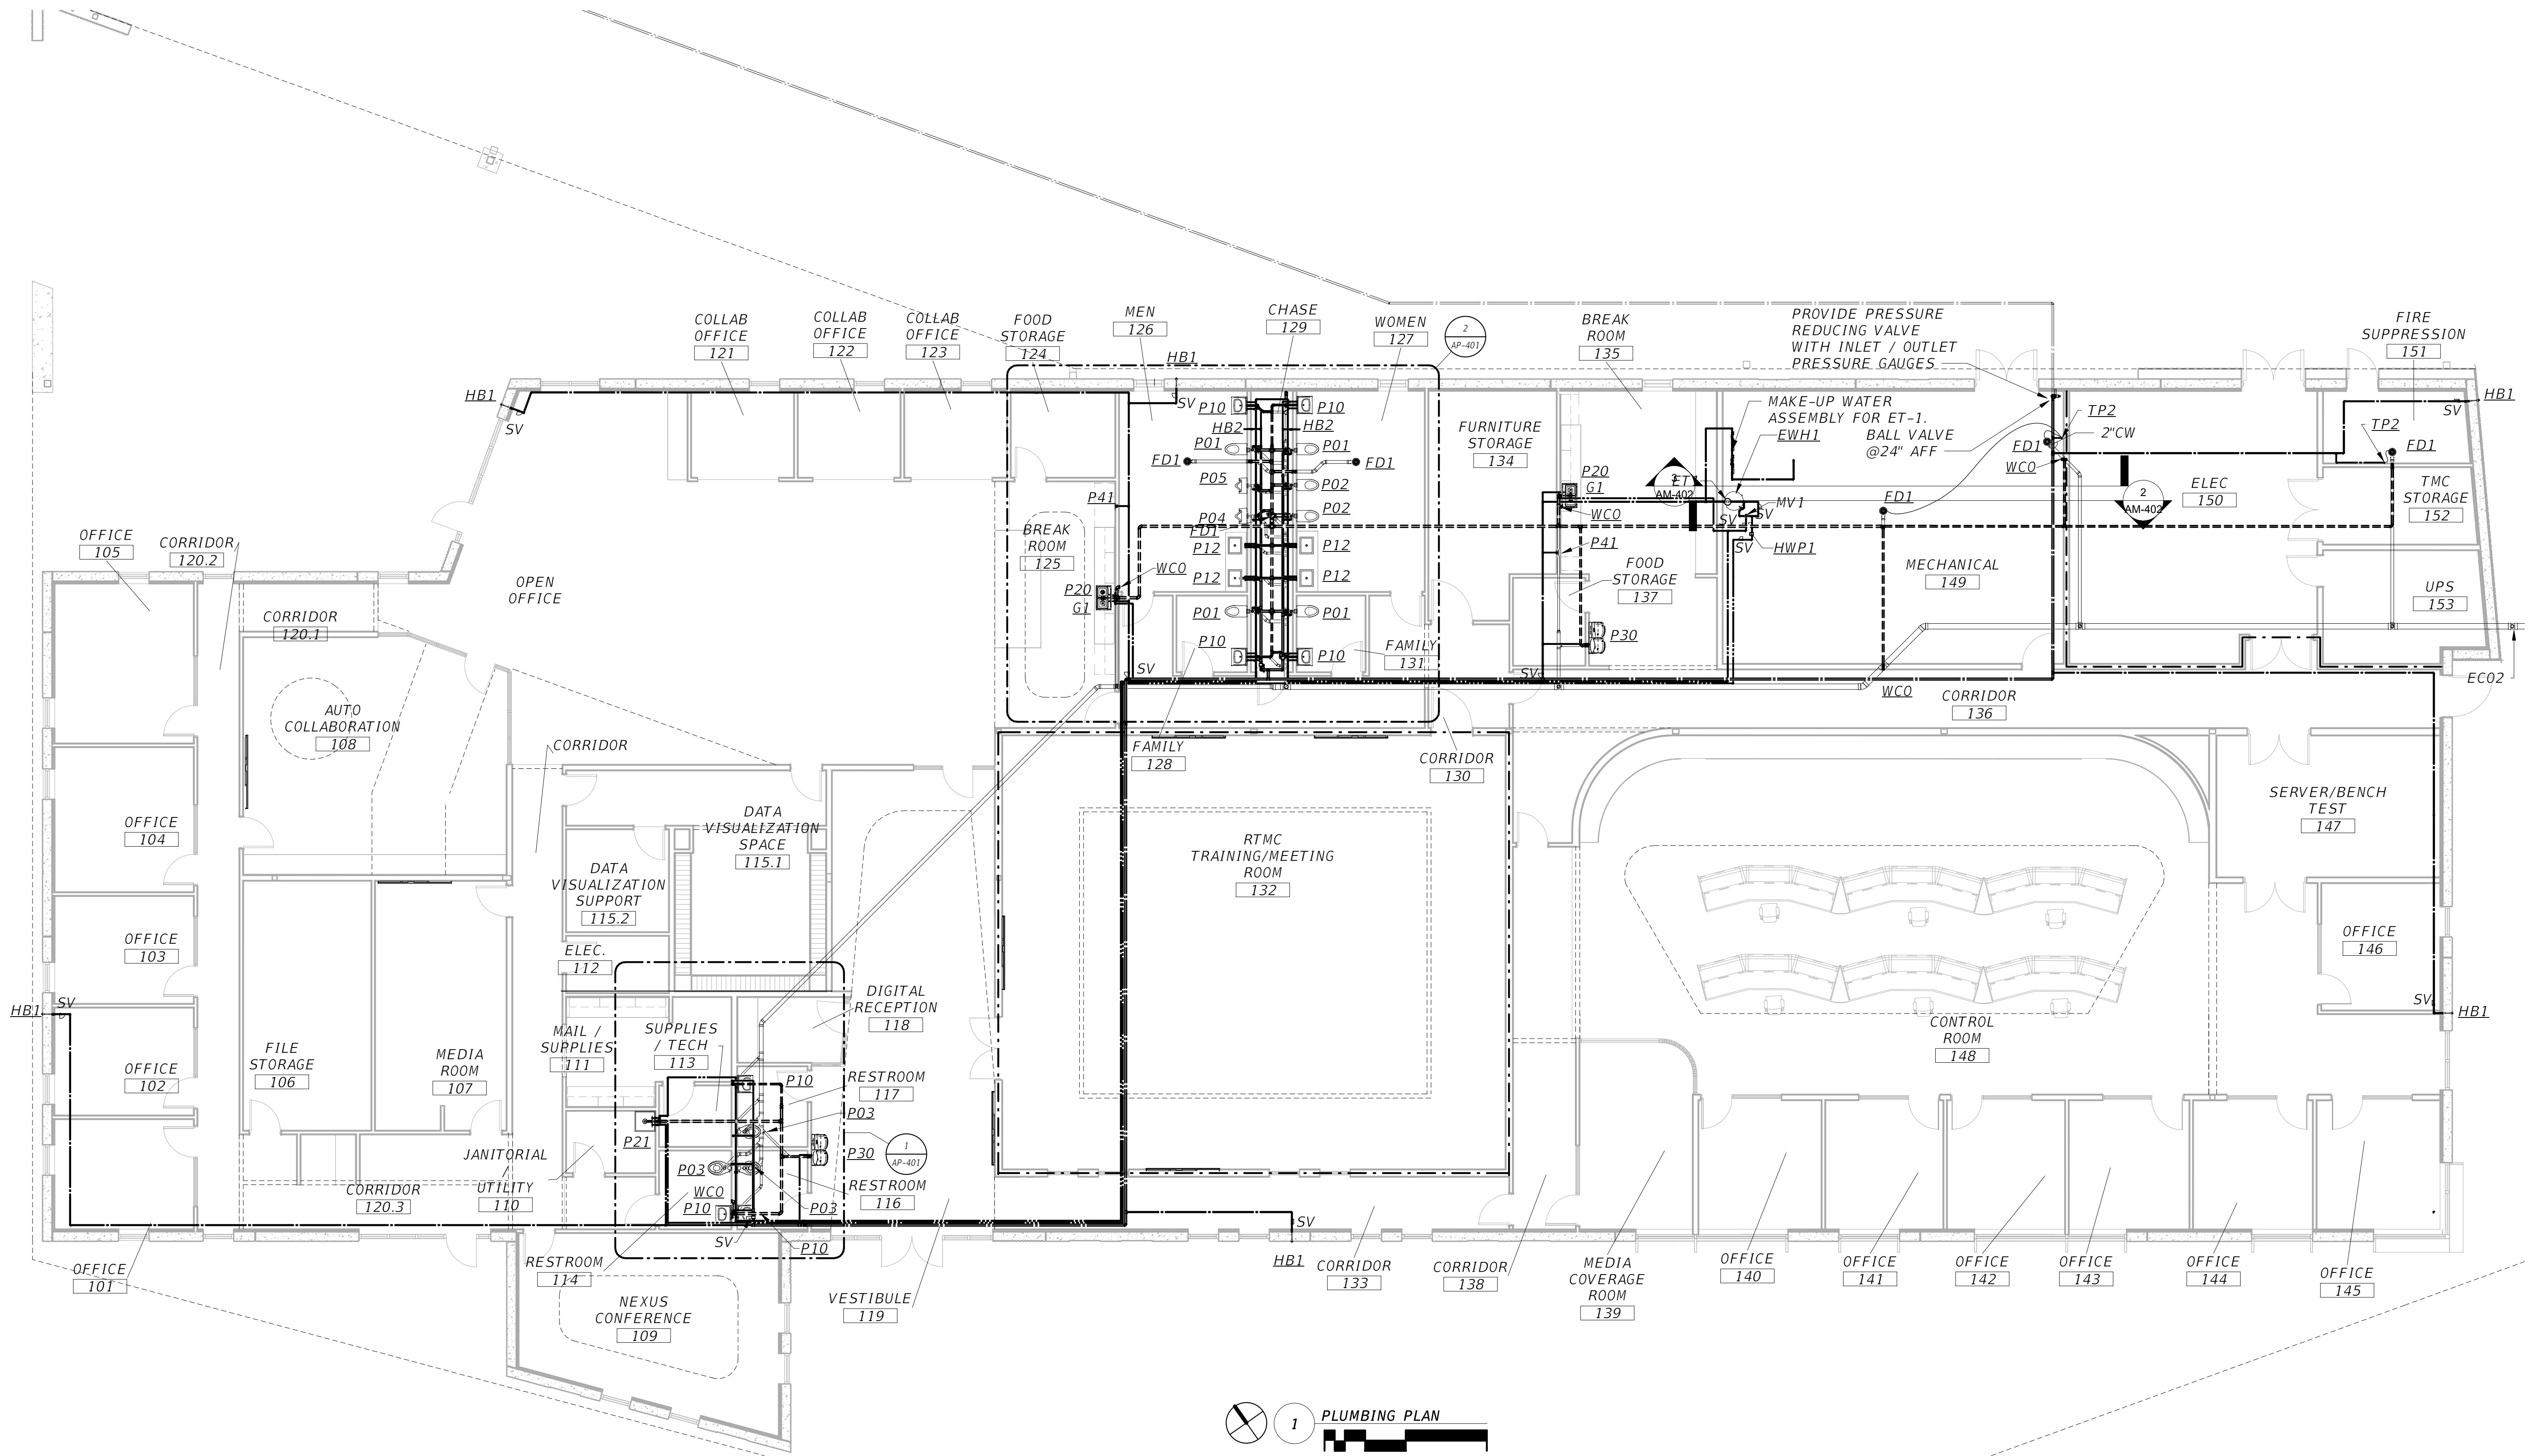 COLLAB
OFFICE
121
COLLAB
OFFICE
122
COLLAB
OFFICE
123
FOOD
STORAGE
124
MEN
126
HB1
CHASE
129
WOMEN
127
2
AP-401
BREAK
ROOM
135
PROVIDE PRESSURE
REDUCING VALVE
WITH INLET / OUTLET
PRESSURE GAUGES
FIRE
SUPPRESSION
151
HB1
SV
SV
P10
HB2
P01
FD1
P05
P04
FD1
P12
P12
P01
P10
P10
HB2
P01
FD1
P02
P02
P12
P12
P01
P10
FURNITURE
STORAGE
134
MAKE-UP WATER
ASSEMBLY FOR ET-1.
EWH1
BALL VALVE
@24" AFF
FD1
TP2
2"CW
WCO
TP2
FD1
SV
HB1
P20
G1
WCO
P41
3
AM-402
ET1
MV1
SV
SV
SV
HWP1
FD1
ELEC
150
2
AM-402
TMC
STORAGE
152
UPS
153
EC02
MECHANICAL
149
FOOD
STORAGE
137
P30
SV
WCO
CORRIDOR
136
P41
BREAK
ROOM
125
WCO
P20
G1
SV
FAMILY
128
FAMILY
131
CORRIDOR
130
OFFICE
105
CORRIDOR
120.2
OPEN
OFFICE
CORRIDOR
120.1
AUTO
COLLABORATION
108
CORRIDOR
OFFICE
104
DATA
VISUALIZATION
SPACE
115.1
DATA
VISUALIZATION
SUPPORT
115.2
RTMC
TRAINING/MEETING
ROOM
132
SERVER/BENCH
TEST
147
OFFICE
103
ELEC.
112
OFFICE
146
HB1
SV
DIGITAL
RECEPTION
118
SV
HB1
OFFICE
102
FILE
STORAGE
106
MEDIA
ROOM
107
MAIL /
SUPPLIES
111
SUPPLIES
/ TECH
113
CONTROL
ROOM
148
P10
RESTROOM
117
P03
P21
P30
1
AP-401
JANITORIAL
P03
RESTROOM
116
UTILITY
110
WCO
P10
P03
SV
P10
CORRIDOR
120.3
OFFICE
101
RESTROOM
114
NEXUS
CONFERENCE
109
VESTIBULE
119
SV
HB1
CORRIDOR
133
CORRIDOR
138
MEDIA
COVERAGE
ROOM
139
OFFICE
140
OFFICE
141
OFFICE
142
OFFICE
143
OFFICE
144
OFFICE
145
1
PLUMBING PLAN